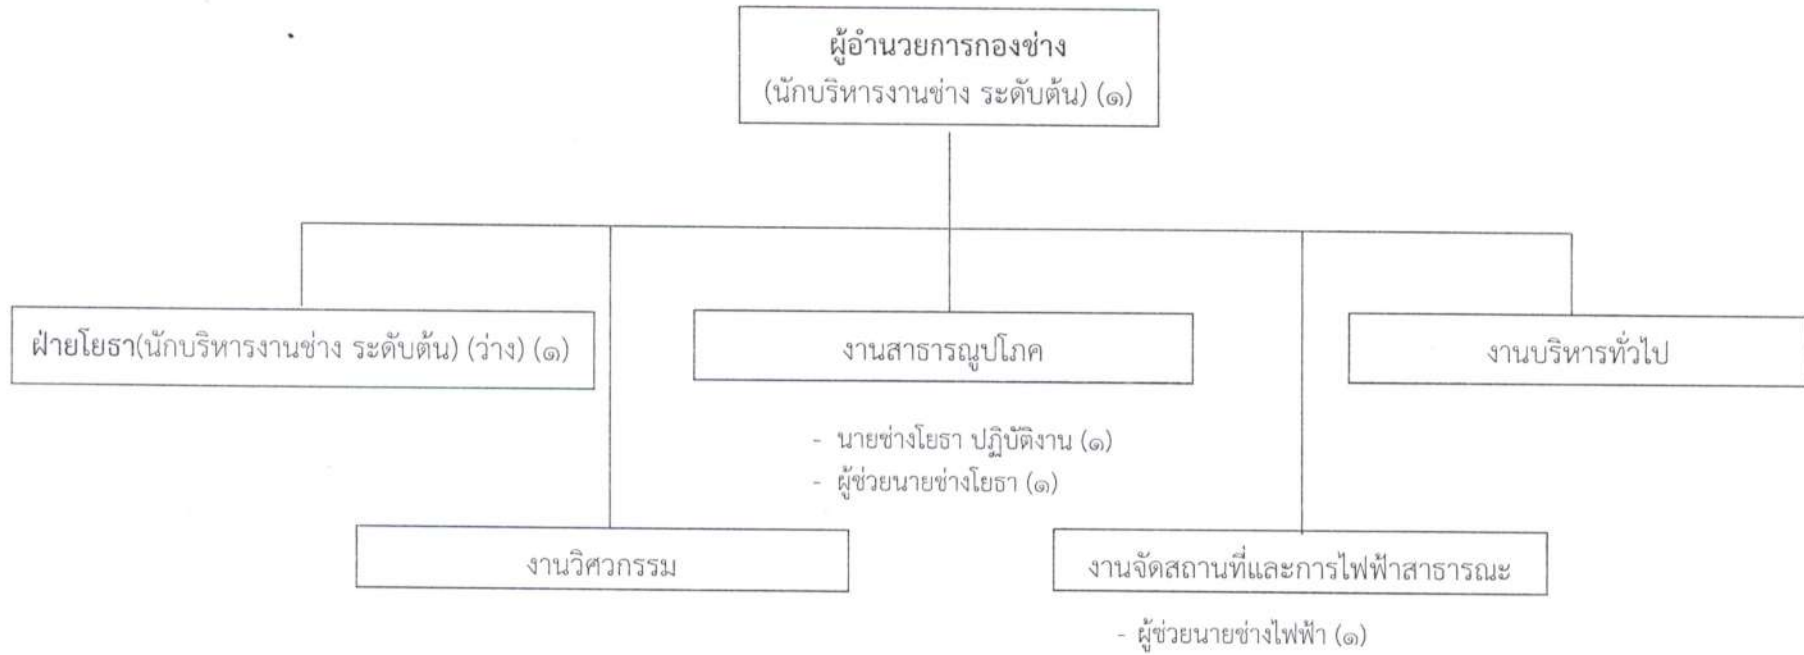 ผู้อำนวยการกองช่าง
(นักบริหารงานช่าง ระดับต้น) (๑)
ฝ่ายโยธา(นักบริหารงานช่าง ระดับต้น) (ว่าง) (๑)
งานสาธารณูปโภค
งานบริหารทั่วไป
- นายช่างโยธา ปฏิบัติงาน (๑)
- ผู้ช่วยนายช่างโยธา (๑)
งานวิศวกรรม
งานจัดสถานที่และการไฟฟ้าสาธารณะ
- ผู้ช่วยนายช่างไฟฟ้า (๑)